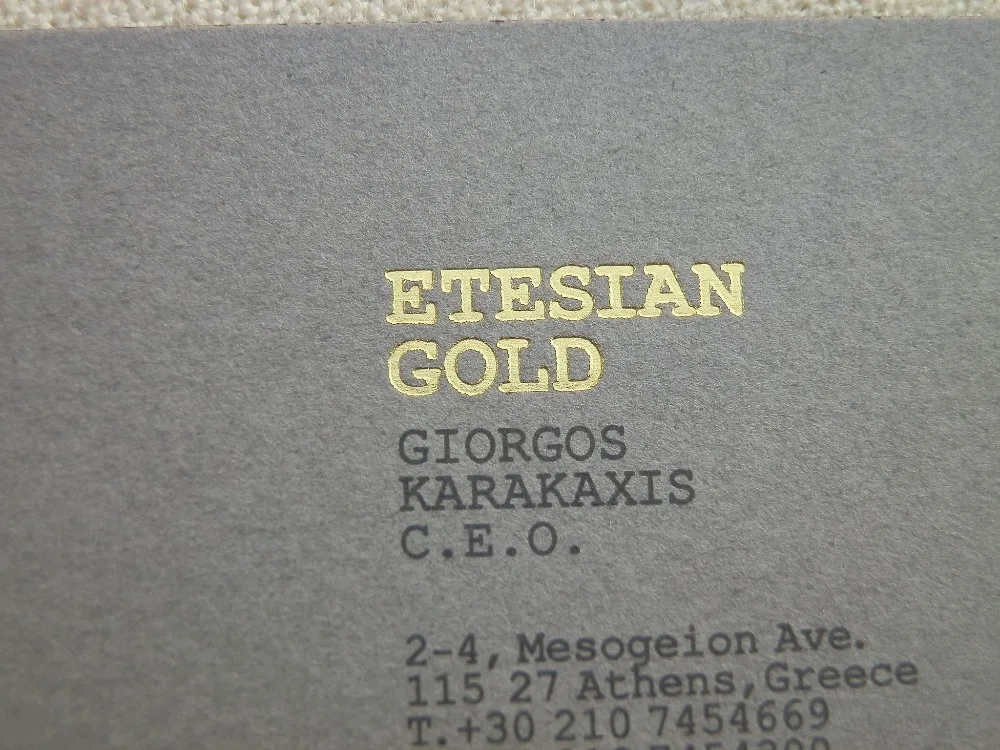 ETESIAN
GOLD
GIORGOS
KARAKAXIS
C.E.O.
2-4, Mesogeion Ave.
115 27 Athens, Greece
T.+30 210 7454669